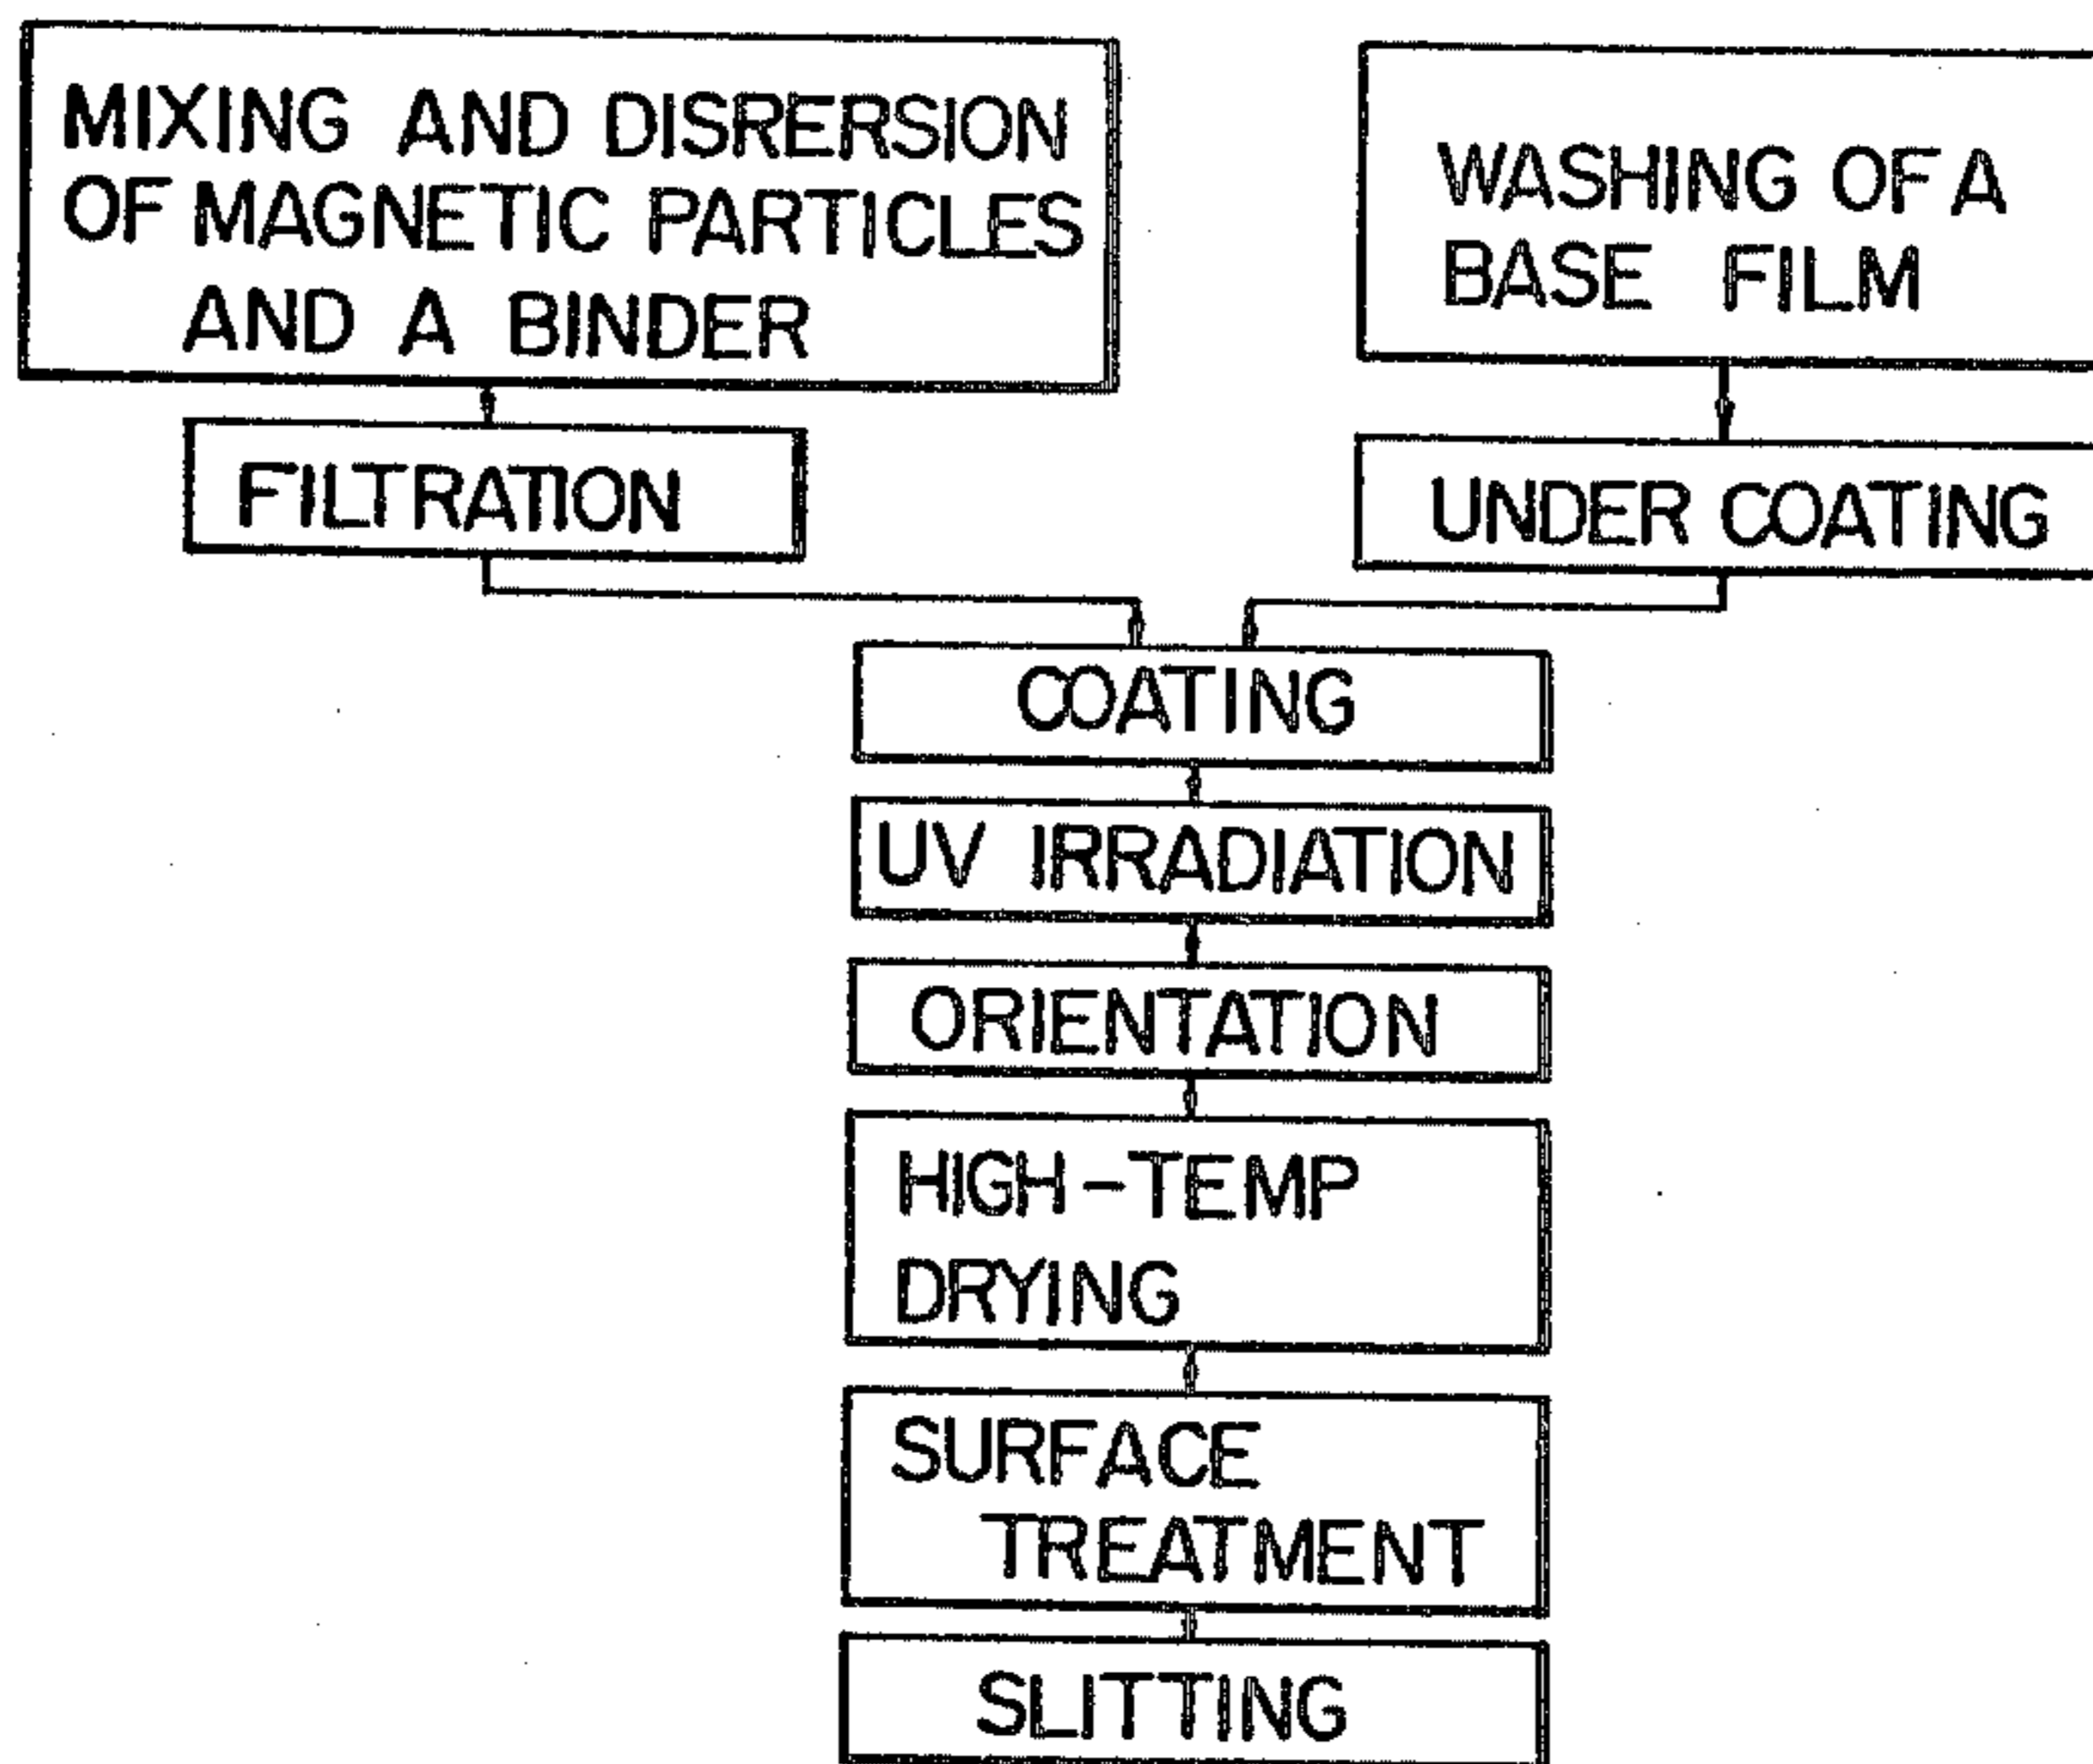 MIXING AND DISRERSION
OF MAGNETIC PARTICLES
AND A BINDER
WASHING OF A
BASE FILM
FILTRATION
UNDER COATING
COATING
UV IRRADIATION
ORIENTATION
HIGH-TEMP
DRYING
SURFACE
TREATMENT
SLITTING